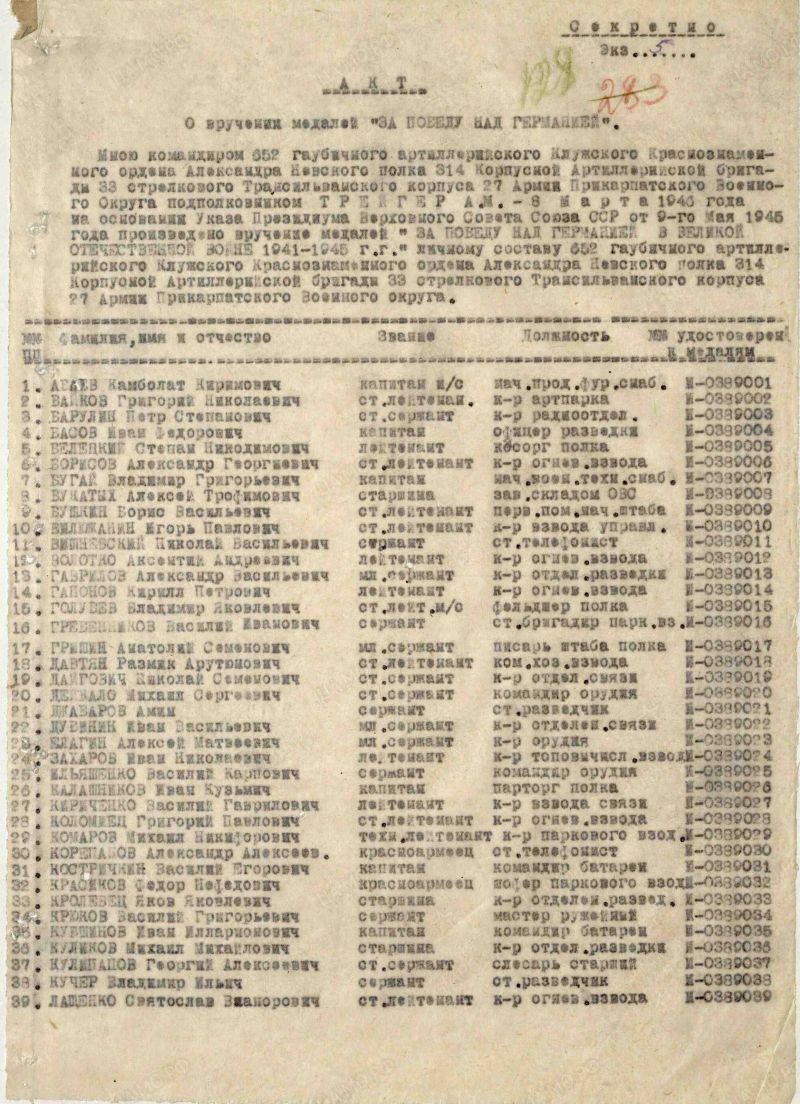 Секретно
Экз..5....
128
283
А К Т
О вручении медалей "ЗА ПОБЕДУ НАД ГЕРМАНИЕЙ".
Мною командиром 652 гаубичного артиллерийского Клужского Краснознамен-
ного ордена Александра Невского полка 314 Корпусной Артиллерийской брига-
ды 33 стрелкового Трансильванского корпуса 27 Армии Прикарпатского Военно-
го Округа подполковником Т Р Е Й Г Е Р А.М. - 8 Марта 1946 года
на основании Указа Президиума Верховного Совета Союза ССР от 9-го Мая 1945
года произведено вручение медалей " ЗА ПОБЕДУ НАД ГЕРМАНИЕЙ В ВЕЛИКОЙ
ОТЕЧЕСТВЕННОЙ ВОЙНЕ 1941-1945 г.г." личному составу 652 гаубичного артилле-
рийского Клужского Краснознаменного ордена Александра Невского полка 314
Корпусной Артиллерийской бригады 33 стрелкового Трансильванского корпуса
27 Армии Прикарпатского Военного округа.
№№ Фамилия,имя и отчество Звание Должность №№ удостоверен
ПП к медалям
1. АБАЕВ Камболат Киримович капитан и/с нач.прод.фур.снаб. И-0389001
2. БАЙКОВ Григорий Николаевич ст.лейтенан. к-р артпарка И-0389002
3. БАРУЛИН Петр Степанович ст.сержант к-р радиоотдел. И-0389003
4. БАСОВ Иван Федорович капитан офицер разведки И-0389004
5. БЕЛЕЦКИЙ Степан Никодимович лейтенант ксорг полка И-0389005
6. БОРИСОВ Александр Георгиевич ст.лейтенант к-р огнев.взвода И-0389006
7. БУГАЙ Владимир Григорьевич капитан нач.воен.техн.снаб. И-0389007
8. БУНАТЫХ Алексей Трофимович старшина зав.складом ОВС И-0389008
9. БУШКИН Борис Васильевич ст.лейтенант перв.пом.нач.штаба И-0389009
10. ВИЛЕЖАНИН Игорь Павлович ст.лейтенант к-р взвода управл. И-0389010
11. ВИШНЕВСКИЙ Николай Васильевич сержант ст.телефонист И-0389011
12. ВОЛОТКО Аксентий Андреевич лейтенант к-р огнев.взвода И-0389012
13. ГАВРИЛОВ Александр Васильевич мл.сержант к-р отдел.разведки И-0389013
14. ГАПОНОВ Кирилл Петрович лейтенант к-р огнев.взвода И-0389014
15. ГОЛУБЕВ Владимир Яковлевич ст.лейт.м/с фельдшер полка И-0389015
16. ГРЕБЕННИКОВ Василий Иванович сержант ст.бригадир парк.вз.И-0389016
17. ГРИШИН Анатолий Семенович мл.сержант писарь штаба полка И-0389017
18. ДАВТЯН Размик Арутюнович ст.лейтенант ком.хоз.взвода И-0389018
19. ДАЙГОВИЧ Николай Семенович сержант к-р отдел.связи И-0389019
20. ДЕРКАЛО Михаил Сергеевич сержант командир орудия И-0389020
21. ДЖАВАРОВ Амин сержант ст.разведчик И-0389021
22. ДУБИНИН Иван Васильевич мл.сержант к-р отделен.связи И-0389022
23. ЕЛАГИН Алексей Матвеевич мл.сержант к-р орудия И-0389023
24. ЗАХАРОВ Иван Николаевич лейтенант к-р топовычисл.взводИ-0389024
25. ИЛЬЯШЕНКО Василий Карпович сержант командир орудия И-0389025
26. КАЛАШНИКОВ Иван Кузьмич капитан парторг полка И-0389026
27. КИРИЧЕНКО Василий Гаврилович лейтенант к-р взвода связи И-0389027
28. КОЛОМИЕЦ Григорий Павлович ст.лейтенант к-р огнев.взвода И-0389028
29. КОМАРОВ Михаил Никифорович техн.лейтенант к-р паркового взвод.И-0389029
30. КОРЕПАНОВ Александр Алексеев. красноармеец ст.телефонист И-0389030
31. КОСТРИЧКИН Василий Егорович капитан командир батареи И-0389031
32. КРАСИКОВ Федор Нефедович красноармеец шофер паркового взводИ-0389032
33. КРОЛЕВЕЦ Яков Яковлевич старшина к-р отделен.развед. И-0389033
34. КРЮКОВ Василий Григорьевич сержант мастер ружейный И-0389034
35. КУВШИНОВ Иван Илларионович капитан командир батареи И-0389035
36. КУЛИКОВ Михаил Михайлович старшина к-р отдел.разведки И-0389036
37. КУЛИПАНОВ Георгий Алексеевич ст.сержант слесарь старший И-0389037
38. КУЧЕР Владимир Ильич сержант ст.разведчик И-0389038
39. ЛАЩЕНКО Святослав Эианорович ст.лейтенант к-р огнев.взвода И-0389039